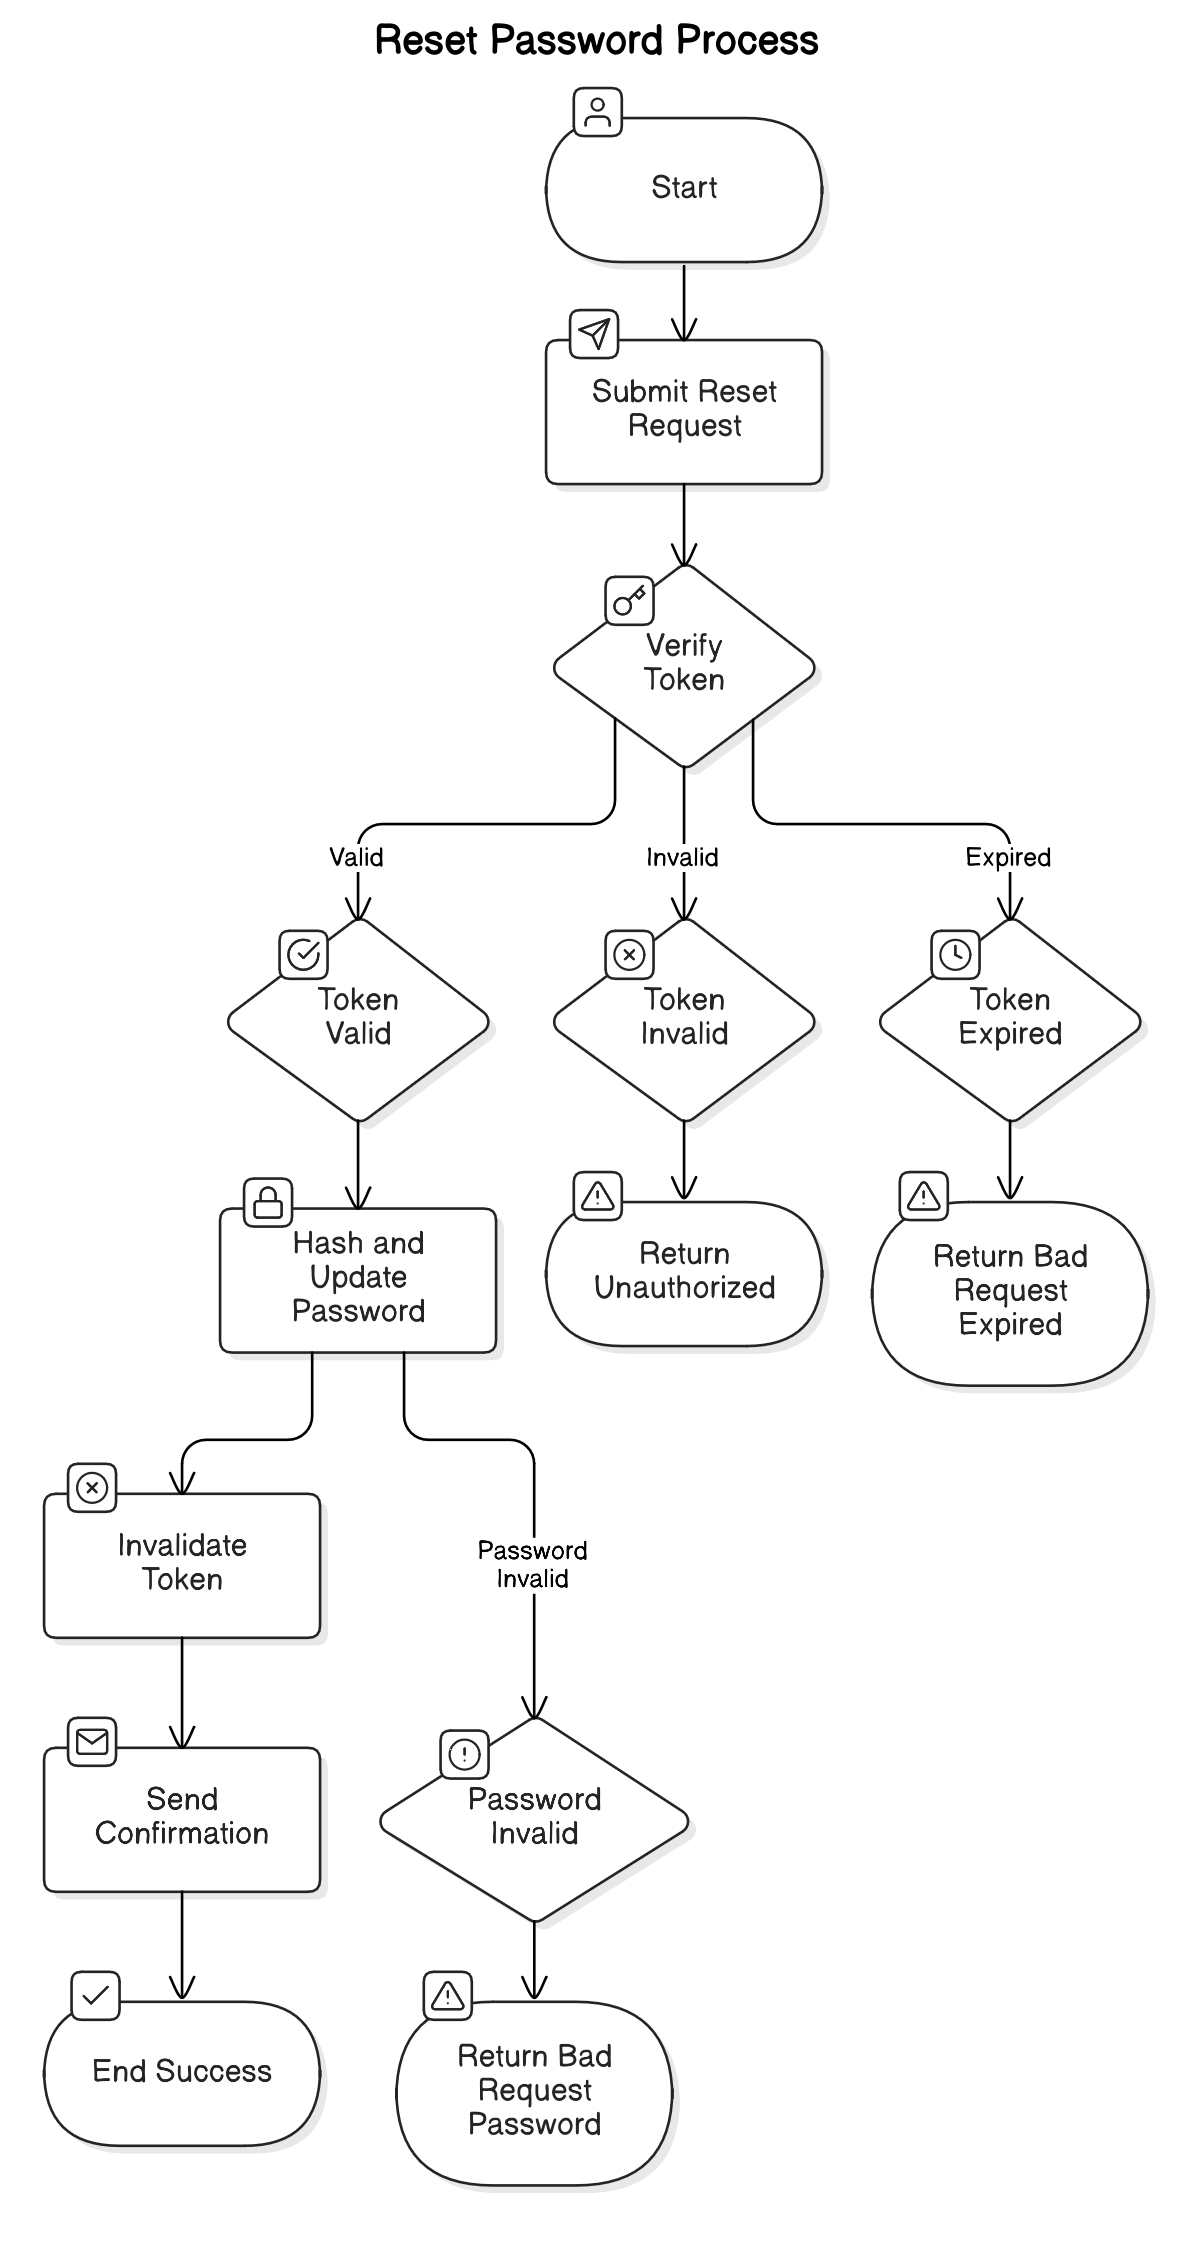 Reset Password Process
Start
Submit Reset
Request
Verify
Token
Valid
Invalid
Expired
Token
Valid
Token
Invalid
Token
Expired
Hash and
Update
Password
Return
Unauthorized
Return Bad
Request
Expired
Invalidate
Token
Password
Invalid
Send
Confirmation
Password
Invalid
End Success
Return Bad
Request
Password